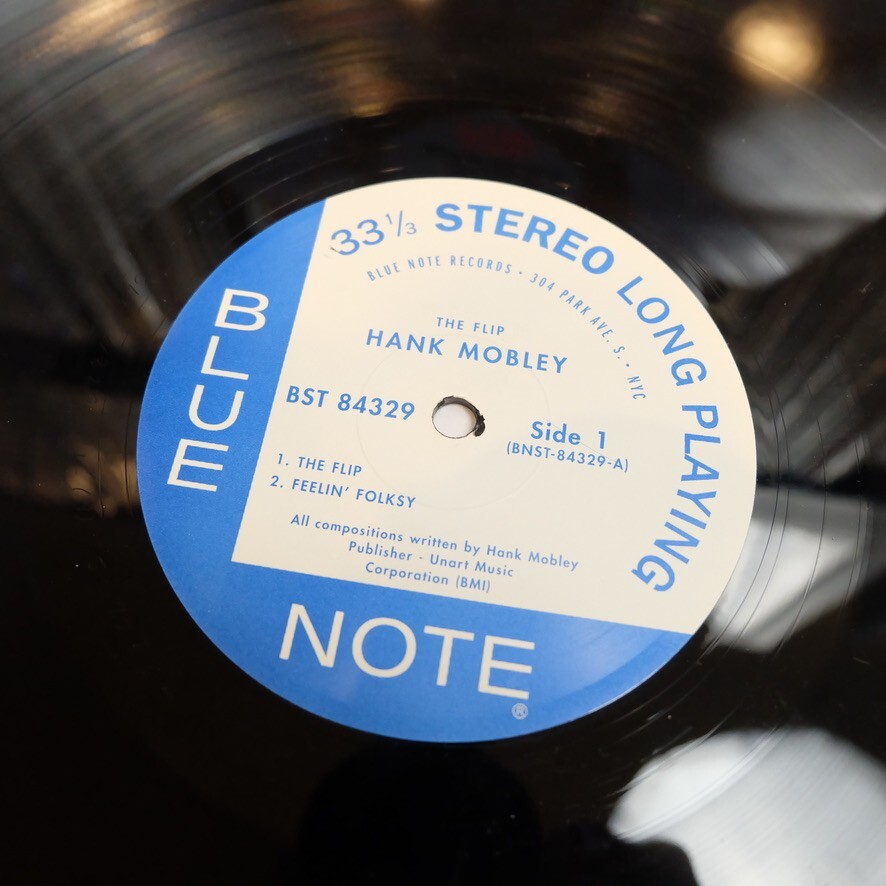 33⅓ STEREO LONG PLAYING
BLUE NOTE RECORDS • 304 PARK AVE. S. • NYC
THE FLIP
HANK MOBLEY
BST 84329
Side 1
(BNST-84329-A)
1. THE FLIP
2. FEELIN' FOLKSY
All compositions written by Hank Mobley
Publisher - Unart Music
Corporation (BMI)
BLUE
NOTE
®